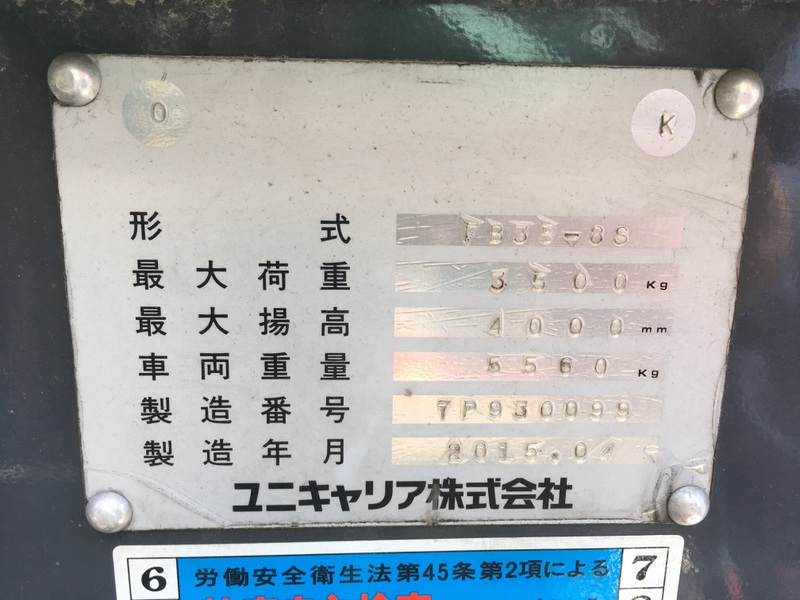 O K
形式 FB35-8S
最大荷重 3500 Kg
最大揚高 4000 mm
車両重量 5560 Kg
製造番号 7P930099
製造年月 2015.04
ユニキャリア株式会社
6 労働安全衛生法第45条第2項による 7